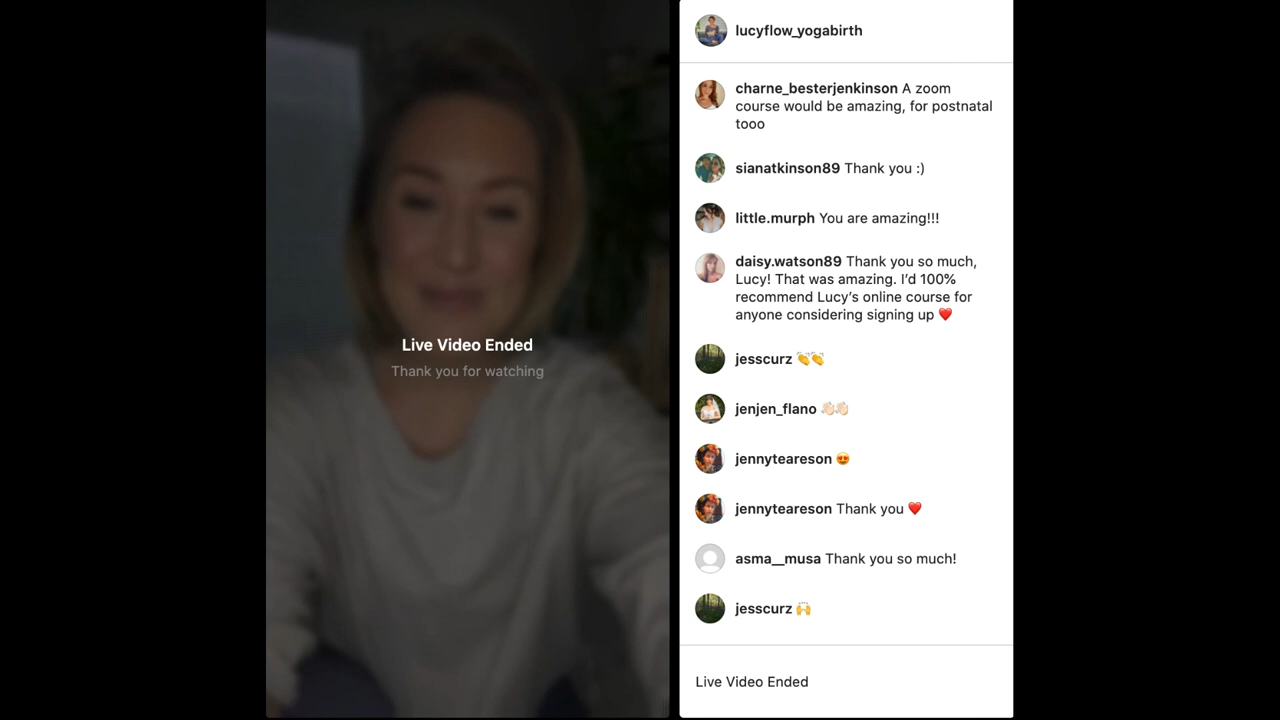 Live Video Ended
Thank you for watching
lucyflow_yogabirth
charne_besterjenkinson A zoom
course would be amazing, for postnatal
tooo
sianatkinson89 Thank you :)
little.murph You are amazing!!!
daisy.watson89 Thank you so much,
Lucy! That was amazing. I’d 100%
recommend Lucy’s online course for
anyone considering signing up ❤️
jesscurz 👏👏
jenjen_flano 👏🏻👏🏻
jennyteareson 😍
jennyteareson Thank you ❤️
asma__musa Thank you so much!
jesscurz 🙌
Live Video Ended